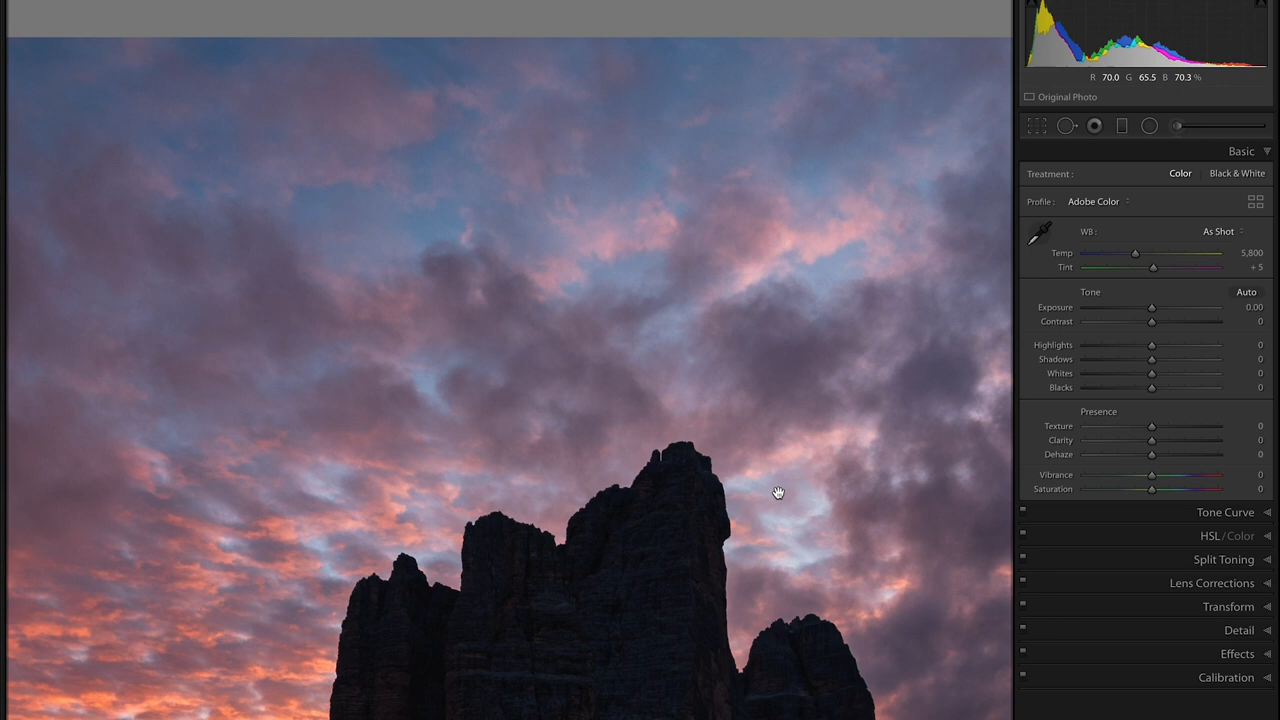 R 70.0 G 65.5 B 70.3 %
Original Photo
Basic
Treatment : Color Black & White
Profile : Adobe Color
WB : As Shot
Temp 5,800
Tint + 5
Tone Auto
Exposure 0.00
Contrast 0
Highlights 0
Shadows 0
Whites 0
Blacks 0
Presence
Texture 0
Clarity 0
Dehaze 0
Vibrance 0
Saturation 0
Tone Curve
HSL / Color
Split Toning
Lens Corrections
Transform
Detail
Effects
Calibration